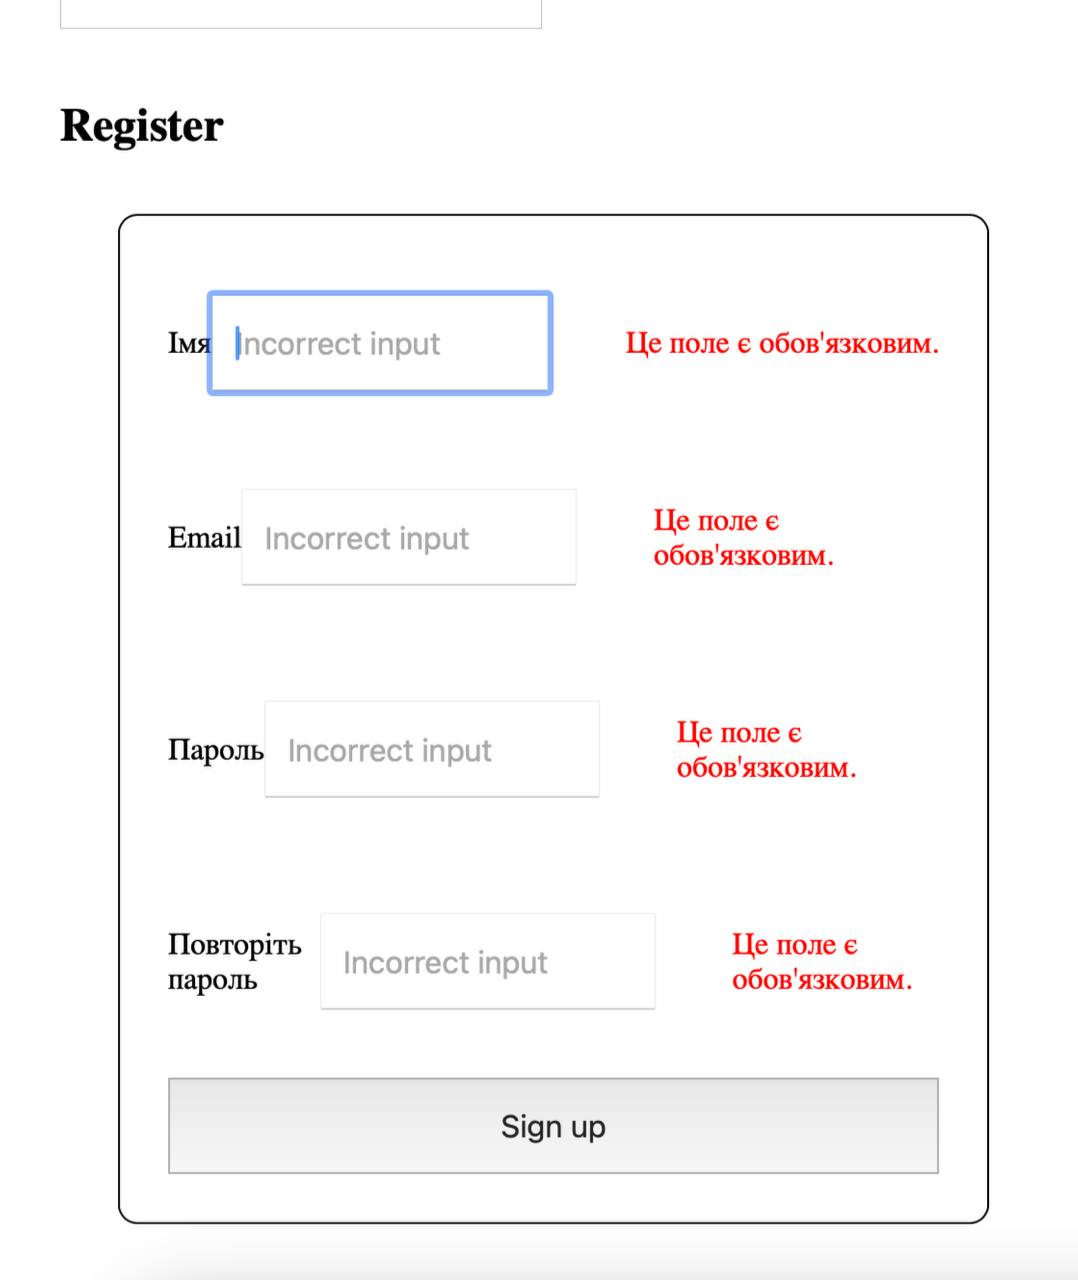 Register
Імя Incorrect input Це поле є обов'язковим.
Email Incorrect input Це поле є
обов'язковим.
Пароль Incorrect input Це поле є
обов'язковим.
Повторіть
пароль
Incorrect input
Це поле є
обов'язковим.
Sign up